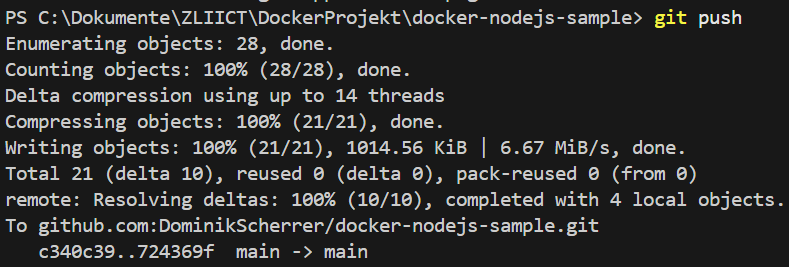 PS C:\Dokumente\ZLIICT\DockerProjekt\docker-nodejs-sample> git push
Enumerating objects: 28, done.
Counting objects: 100% (28/28), done.
Delta compression using up to 14 threads
Compressing objects: 100% (21/21), done.
Writing objects: 100% (21/21), 1014.56 KiB | 6.67 MiB/s, done.
Total 21 (delta 10), reused 0 (delta 0), pack-reused 0 (from 0)
remote: Resolving deltas: 100% (10/10), completed with 4 local objects.
To github.com:DominikScherrer/docker-nodejs-sample.git
   c340c39..724369f  main -> main